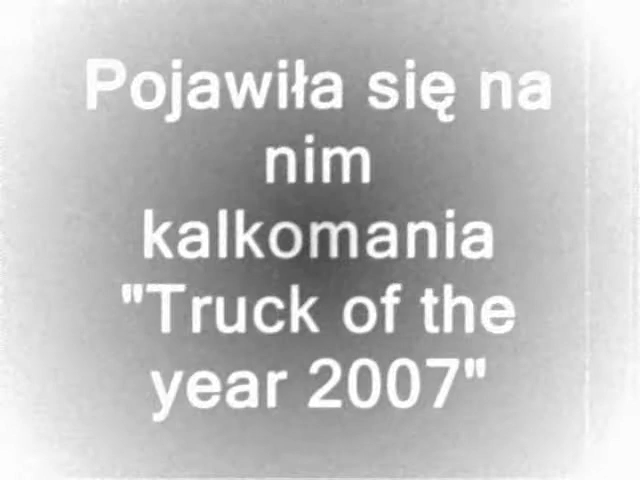 Pojawiła się na
nim
kalkomania
"Truck of the
year 2007"